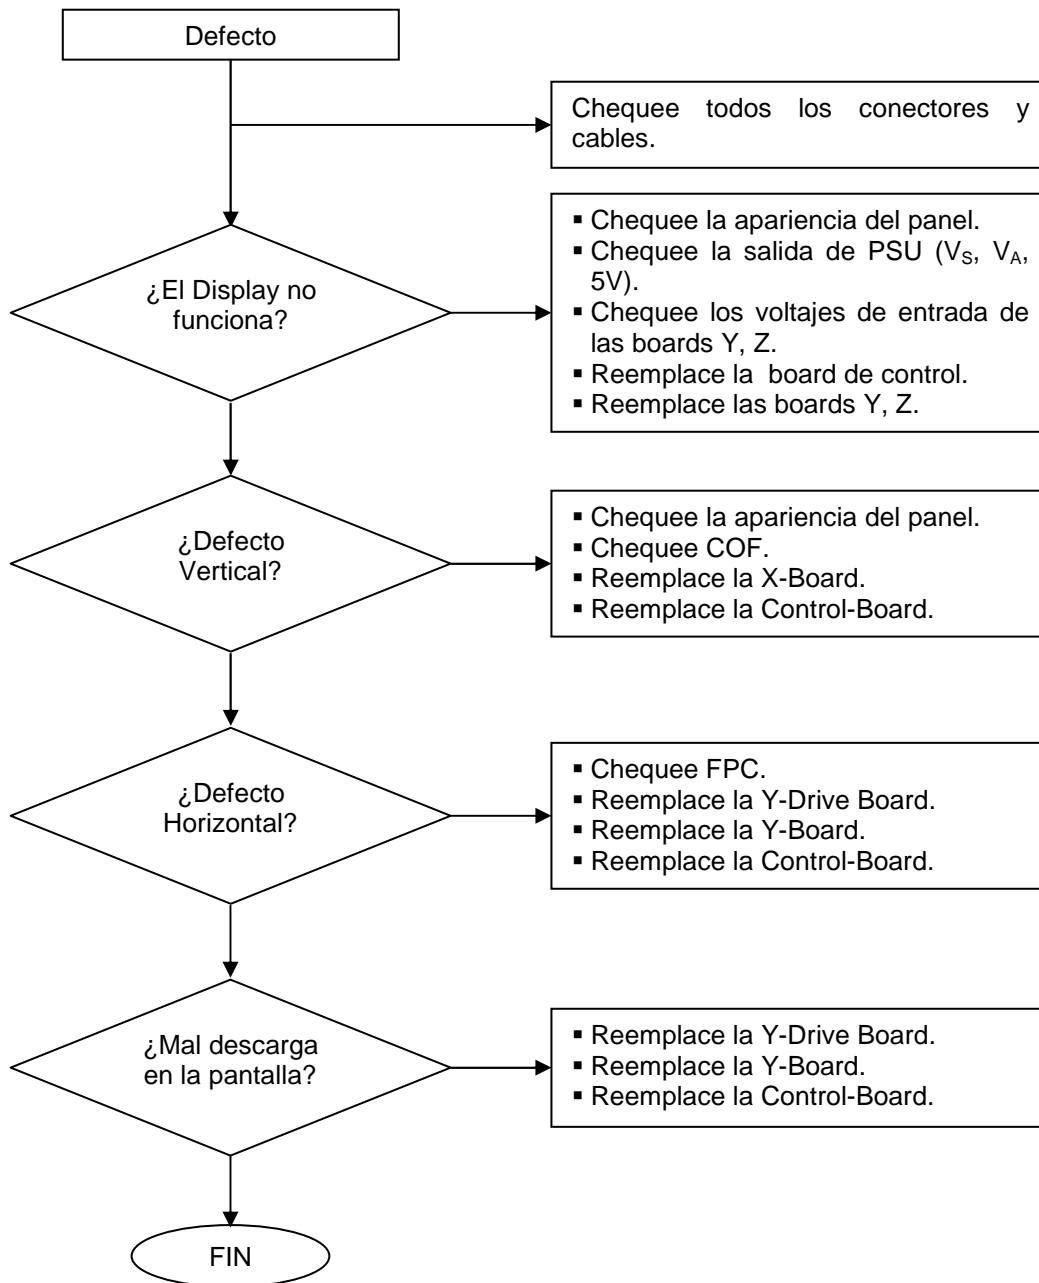 Defecto
Chequee todos los conectores y
cables.
¿El Display no
funciona?
▪ Chequee la apariencia del panel.
▪ Chequee la salida de PSU (VS, VA,
5V).
▪ Chequee los voltajes de entrada de
las boards Y, Z.
▪ Reemplace la  board de control.
▪ Reemplace las boards Y, Z.
¿Defecto
Vertical?
▪ Chequee la apariencia del panel.
▪ Chequee COF.
▪ Reemplace la X-Board.
▪ Reemplace la Control-Board.
¿Defecto
Horizontal?
▪ Chequee FPC.
▪ Reemplace la Y-Drive Board.
▪ Reemplace la Y-Board.
▪ Reemplace la Control-Board.
¿Mal descarga
en la pantalla?
▪ Reemplace la Y-Drive Board.
▪ Reemplace la Y-Board.
▪ Reemplace la Control-Board.
FIN